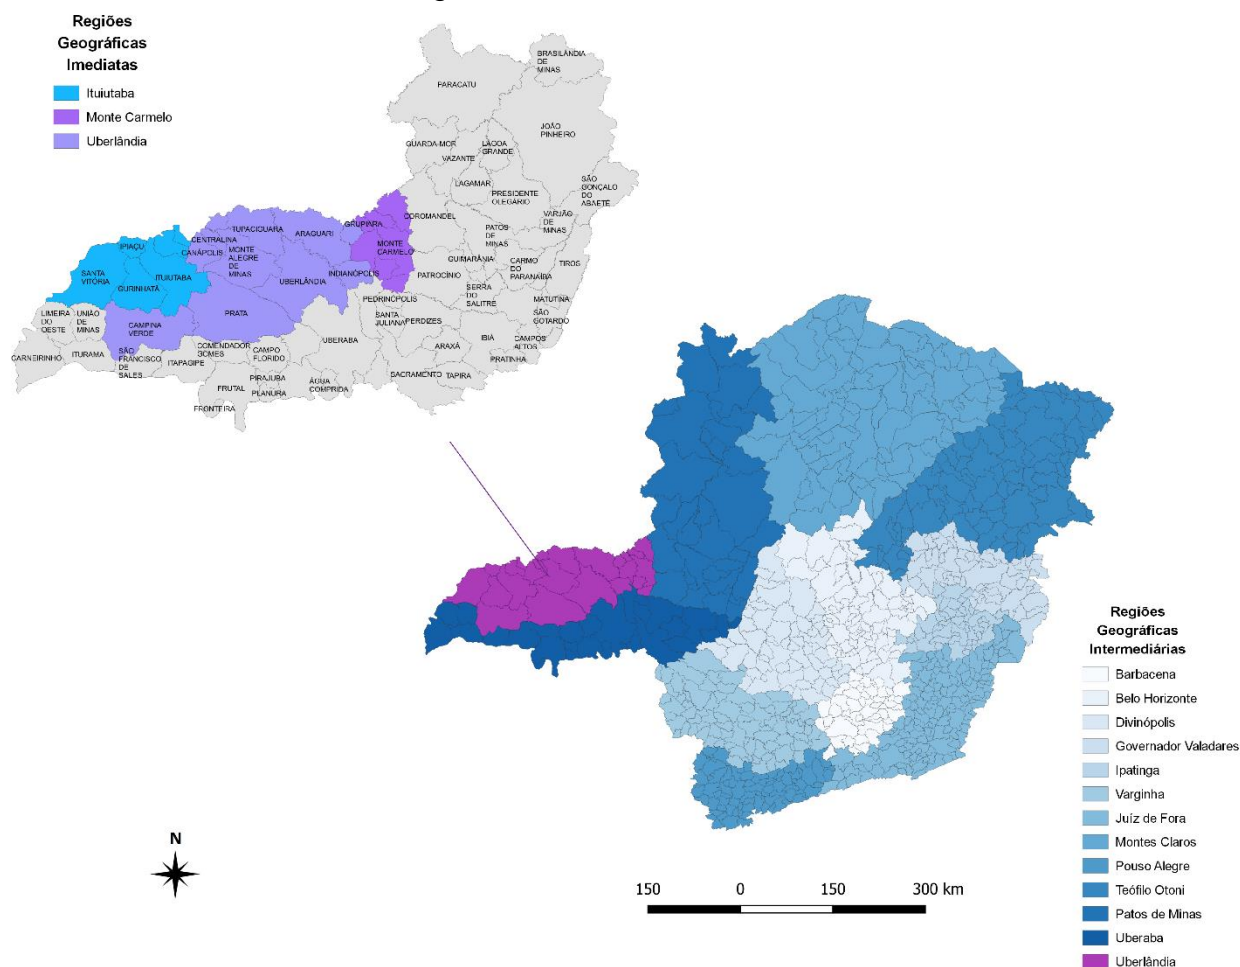 Regiões
Geográficas
Imediatas
Ituiutaba
Monte Carmelo
Uberlândia
BRASILÂNDIA
DE
MINAS
PARACATU
JOÃO
PINHEIRO
GUARDA-MOR
LAGOA
GRANDE
VAZANTE
SÃO
GONÇALO
DO
ABAETÉ
LAGAMAR
PRESIDENTE
OLEGÁRIO
COROMANDEL
VARJÃO
DE
MINAS
GRUPIARA
TUPACIGUARA
ARAGUARI
PATOS
DE
MINAS
CENTRALINA
IPIAÇU
CANÁPOLIS
MONTE
ALEGRE
DE
MINAS
MONTE
CARMELO
GUIMARÂNIA
CARMO
DO
PARANAÍBA
TIROS
SANTA
VITÓRIA
ITUIUTABA
GURINHATÃ
UBERLÂNDIA
INDIANÓPOLIS
PATROCÍNIO
SERRA
DO
SALITRE
MATUTINA
PEDRINÓPOLIS
LIMEIRA
DO
OESTE
UNIÃO
DE
MINAS
PRATA
SANTA
JULIANA
PERDIZES
SÃO
GOTARDO
CAMPINA
VERDE
UBERABA
IBIÁ
CAMPOS
ALTOS
CARNEIRINHO
ITURAMA
SÃO
FRANCISCO
DE
SALES
COMENDADOR
GOMES
CAMPO
FLORIDO
ARAXÁ
PRATINHA
ITAPAGIPE
PIRAJUBA
ÁGUA
COMPRIDA
SACRAMENTO
TAPIRA
FRUTAL
PLANURA
FRONTEIRA
Regiões
Geográficas
Intermediárias
Barbacena
Belo Horizonte
Divinópolis
Governador Valadares
Ipatinga
Varginha
Juíz de Fora
Montes Claros
Pouso Alegre
Teófilo Otoni
Patos de Minas
Uberaba
Uberlândia
N
150 0 150 300 km